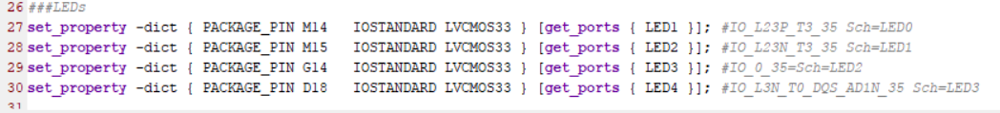 26 ###LEDs
27 set_property -dict { PACKAGE_PIN M14   IOSTANDARD LVCMOS33 } [get_ports { LED1 }]; #IO_L23P_T3_35 Sch=LED0
28 set_property -dict { PACKAGE_PIN M15   IOSTANDARD LVCMOS33 } [get_ports { LED2 }]; #IO_L23N_T3_35 Sch=LED1
29 set_property -dict { PACKAGE_PIN G14   IOSTANDARD LVCMOS33 } [get_ports { LED3 }]; #IO_0_35=Sch=LED2
30 set_property -dict { PACKAGE_PIN D18   IOSTANDARD LVCMOS33 } [get_ports { LED4 }]; #IO_L3N_T0_DQS_AD1N_35 Sch=LED3
31